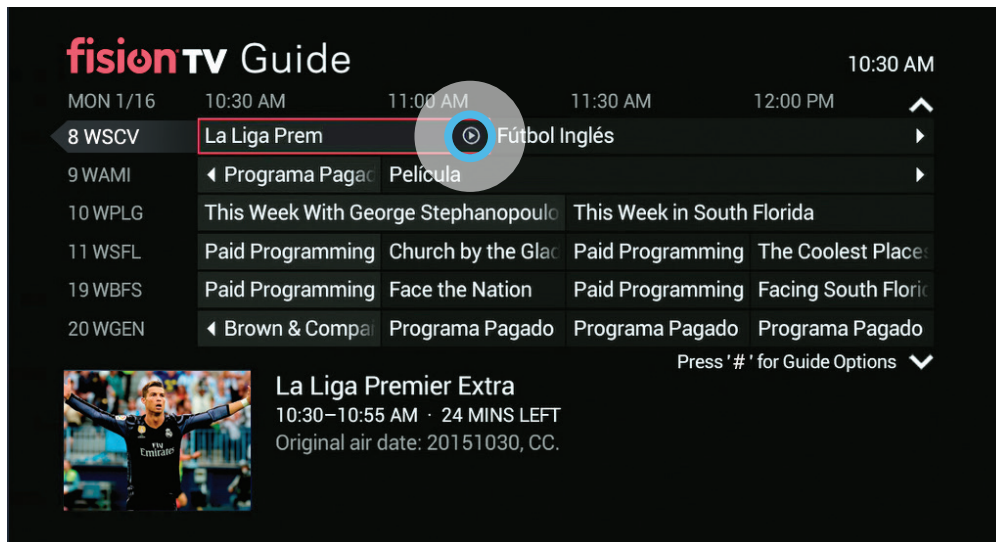 fision TV Guide
10:30 AM
MON 1/16 10:30 AM 11:00 AM 11:30 AM 12:00 PM
8 WSCV La Liga Prem Fútbol Inglés
9 WAMI Programa Pagad Película
10 WPLG This Week With George Stephanopoulo This Week in South Florida
11 WSFL Paid Programming Church by the Glac Paid Programming The Coolest Places
19 WBFS Paid Programming Face the Nation Paid Programming Facing South Floric
20 WGEN Brown & Compañ Programa Pagado Programa Pagado Programa Pagado
Press '#' for Guide Options
La Liga Premier Extra
10:30–10:55 AM · 24 MINS LEFT
Original air date: 20151030, CC.
Fly
Emirates